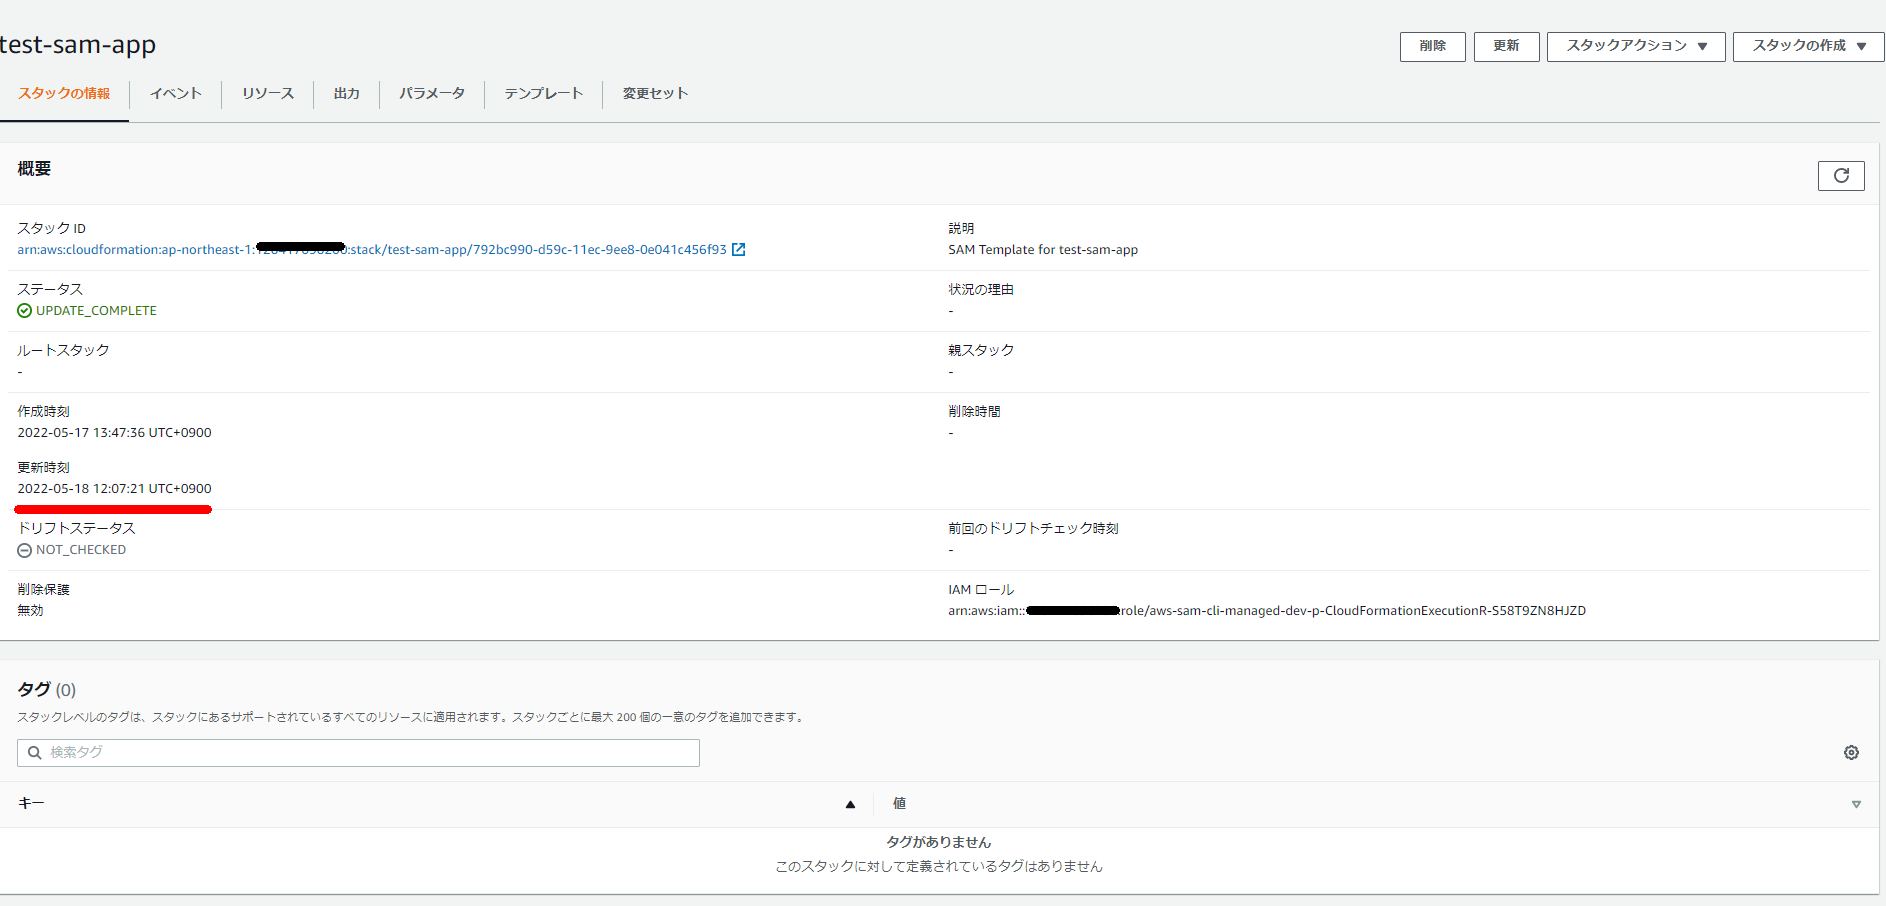 test-sam-app
削除 更新 スタックアクション ▼ スタックの作成 ▼
スタックの情報 イベント リソース 出力 パラメータ テンプレート 変更セット
概要
スタック ID
arn:aws:cloudformation:ap-northeast-1: :stack/test-sam-app/792bc990-d59c-11ec-9ee8-0e041c456f93
説明
SAM Template for test-sam-app
ステータス
UPDATE_COMPLETE
状況の理由
-
ルートスタック
-
親スタック
-
作成時刻
2022-05-17 13:47:36 UTC+0900
削除時間
-
更新時刻
2022-05-18 12:07:21 UTC+0900
ドリフトステータス
NOT_CHECKED
前回のドリフトチェック時刻
-
削除保護
無効
IAM ロール
arn:aws:iam:: role/aws-sam-cli-managed-dev-p-CloudFormationExecutionR-S58T9ZN8HJZD
タグ (0)
スタックレベルのタグは、スタックにあるサポートされているすべてのリソースに適用されます。スタックごとに最大 200 個の一意のタグを追加できます。
検索タグ
キー ▲ 値 ▽
タグがありません
このスタックに対して定義されているタグはありません